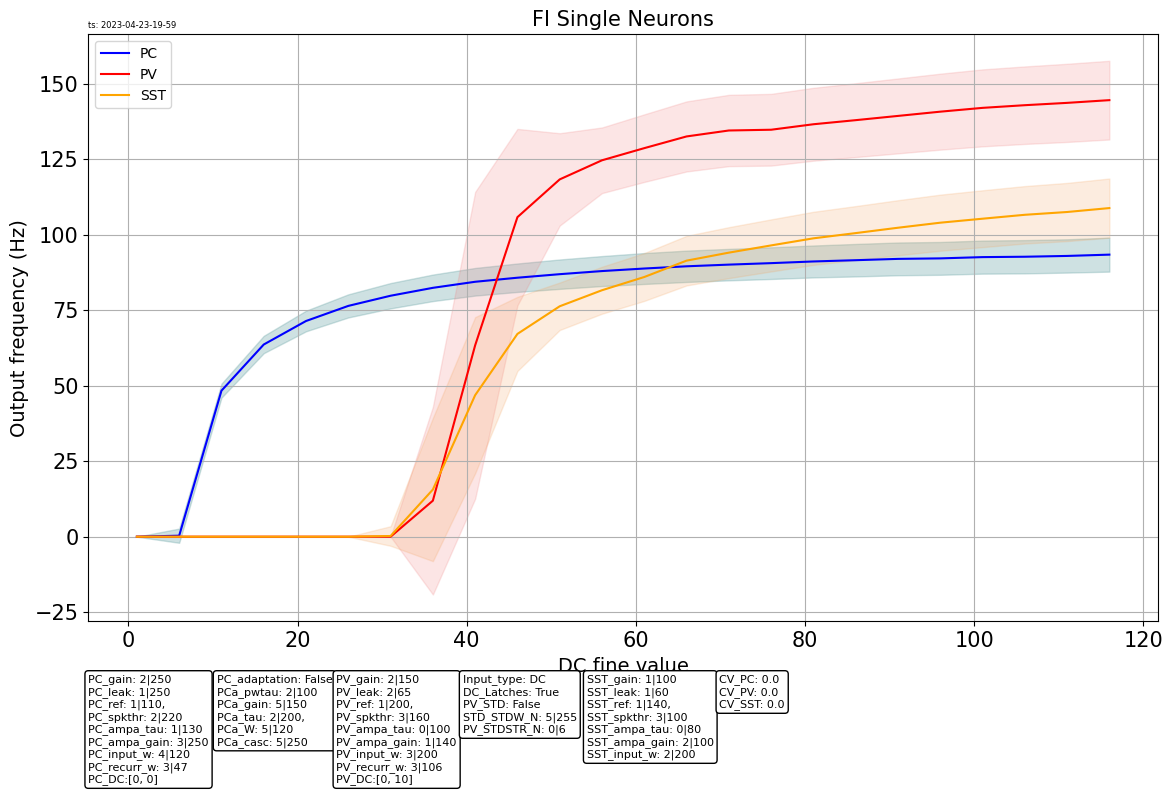 ts: 2023-04-23-19-59
FI Single Neurons
PC
PV
SST
Output frequency (Hz)
150
125
100
75
50
25
0
−25
0 20 40 60 80 100 120
DC fine value
PC_gain: 2|250
PC_leak: 1|250
PC_ref: 1|110,
PC_spkthr: 2|220
PC_ampa_tau: 1|130
PC_ampa_gain: 3|250
PC_input_w: 4|120
PC_recurr_w: 3|47
PC_DC:[0, 0]
PC_adaptation: False
PCa_pwtau: 2|100
PCa_gain: 5|150
PCa_tau: 2|200,
PCa_W: 5|120
PCa_casc: 5|250
PV_gain: 2|150
PV_leak: 2|65
PV_ref: 1|200,
PV_spkthr: 3|160
PV_ampa_tau: 0|100
PV_ampa_gain: 1|140
PV_input_w: 3|200
PV_recurr_w: 3|106
PV_DC:[0, 10]
Input_type: DC
DC_Latches: True
PV_STD: False
STD_STDW_N: 5|255
PV_STDSTR_N: 0|6
SST_gain: 1|100
SST_leak: 1|60
SST_ref: 1|140,
SST_spkthr: 3|100
SST_ampa_tau: 0|80
SST_ampa_gain: 2|100
SST_input_w: 2|200
CV_PC: 0.0
CV_PV: 0.0
CV_SST: 0.0